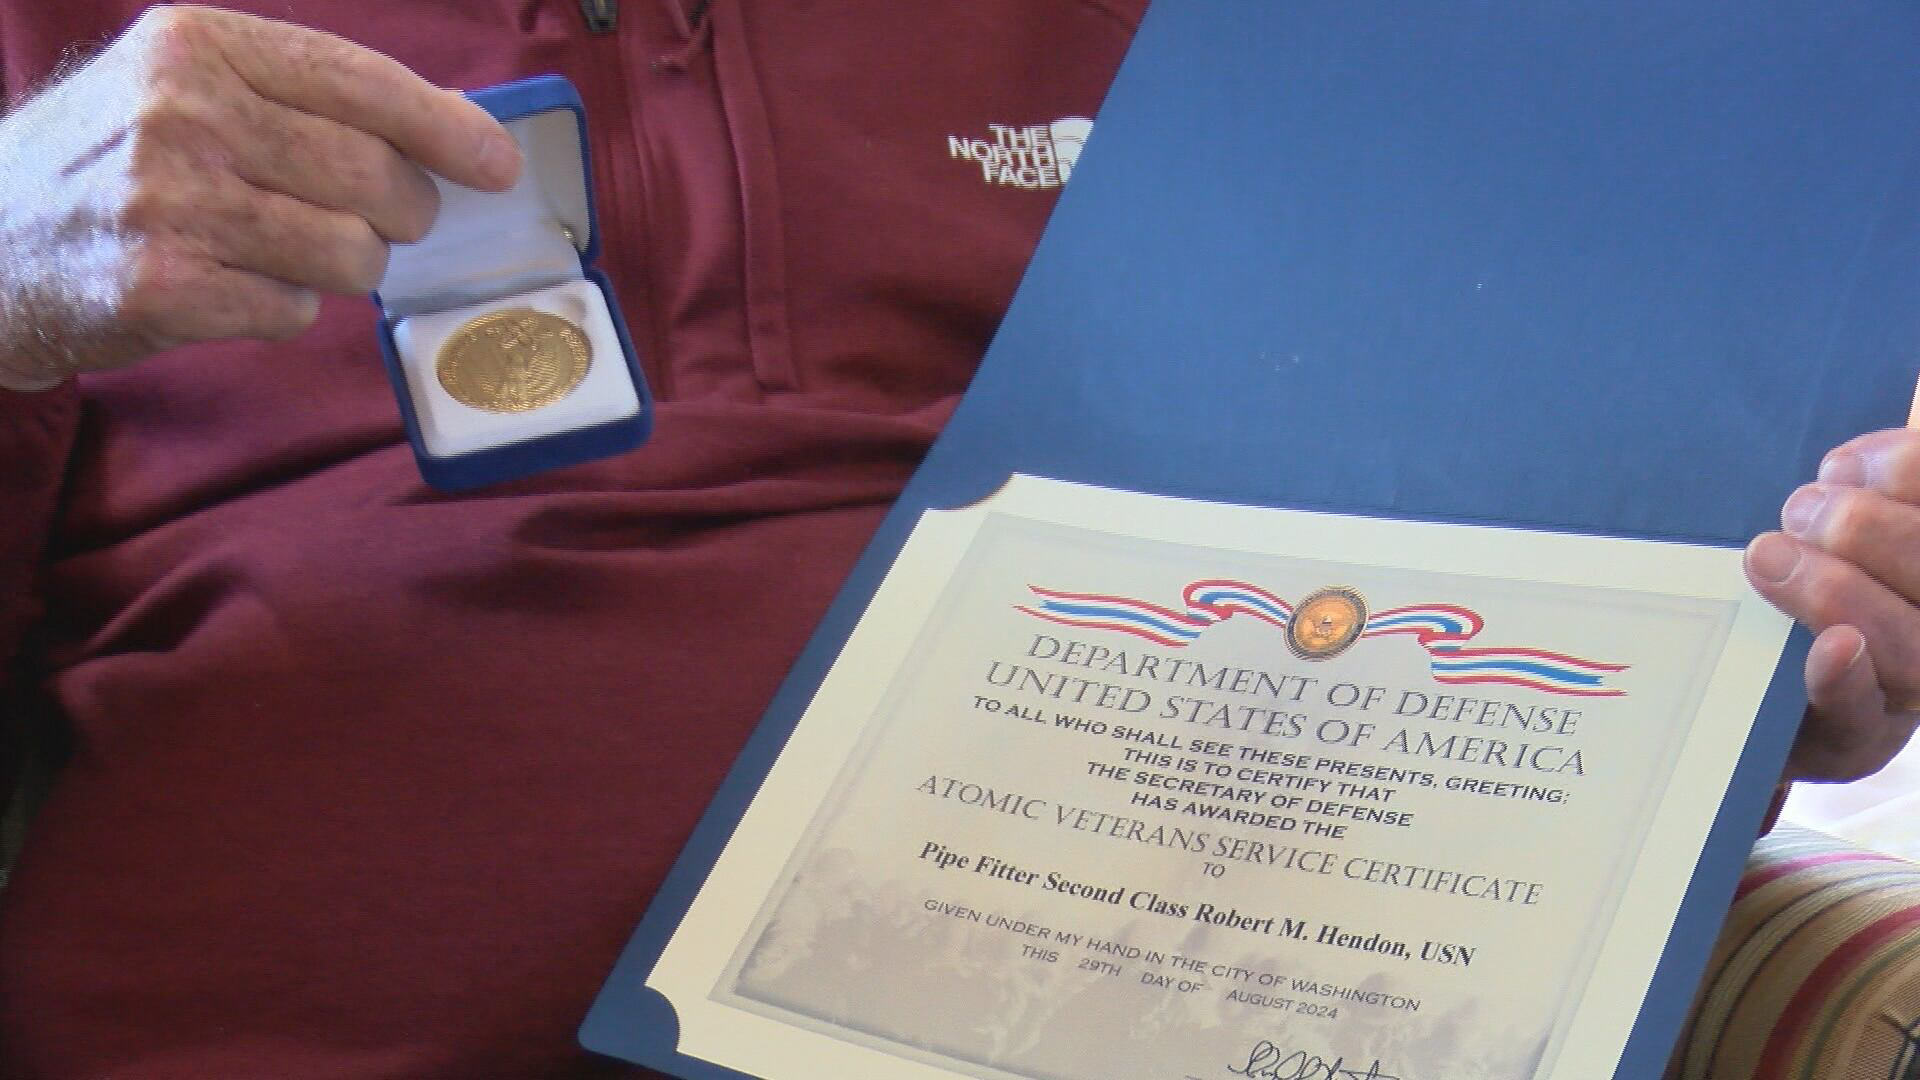 THE
NORTH
FACE
DEPARTMENT OF DEFENSE
UNITED STATES OF AMERICA
TO ALL WHO SHALL SEE THESE PRESENTS, GREETING:
THIS IS TO CERTIFY THAT
THE SECRETARY OF DEFENSE
HAS AWARDED THE
ATOMIC VETERANS SERVICE CERTIFICATE
TO
Pipe Fitter Second Class Robert M. Hendon, USN
GIVEN UNDER MY HAND IN THE CITY OF WASHINGTON
THIS 29TH DAY OF AUGUST 2024